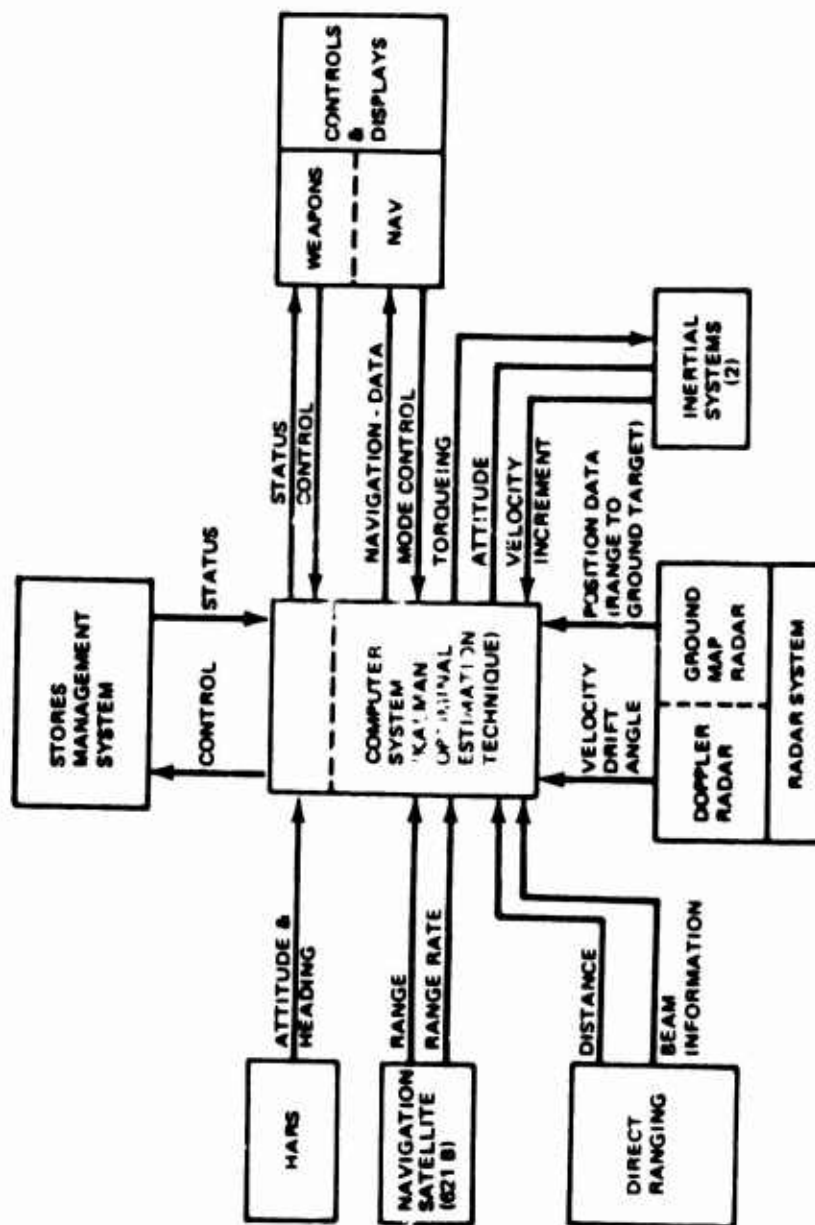 STORES
MANAGEMENT
SYSTEM
CONTROL
STATUS
HARS
ATTITUDE &
HEADING
NAVIGATION
SATELLITE
(621 B)
RANGE
RANGE RATE
DIRECT
RANGING
DISTANCE
BEAM
INFORMATION
COMPUTER
SYSTEM
KALMAN
ESTIMATION
TECHNIQUE)
STATUS
CONTROL
NAVIGATION - DATA
MODE CONTROL
WEAPONS
NAV
CONTROLS
&
DISPLAYS
TORQUEING
ATTITUDE
VELOCITY
INCREMENT
INERTIAL
SYSTEMS
(2)
VELOCITY
DRIFT
ANGLE
POSITION DATA
(RANGE TO
GROUND TARGET)
DOPPLER
RADAR
GROUND
MAP
RADAR
RADAR SYSTEM